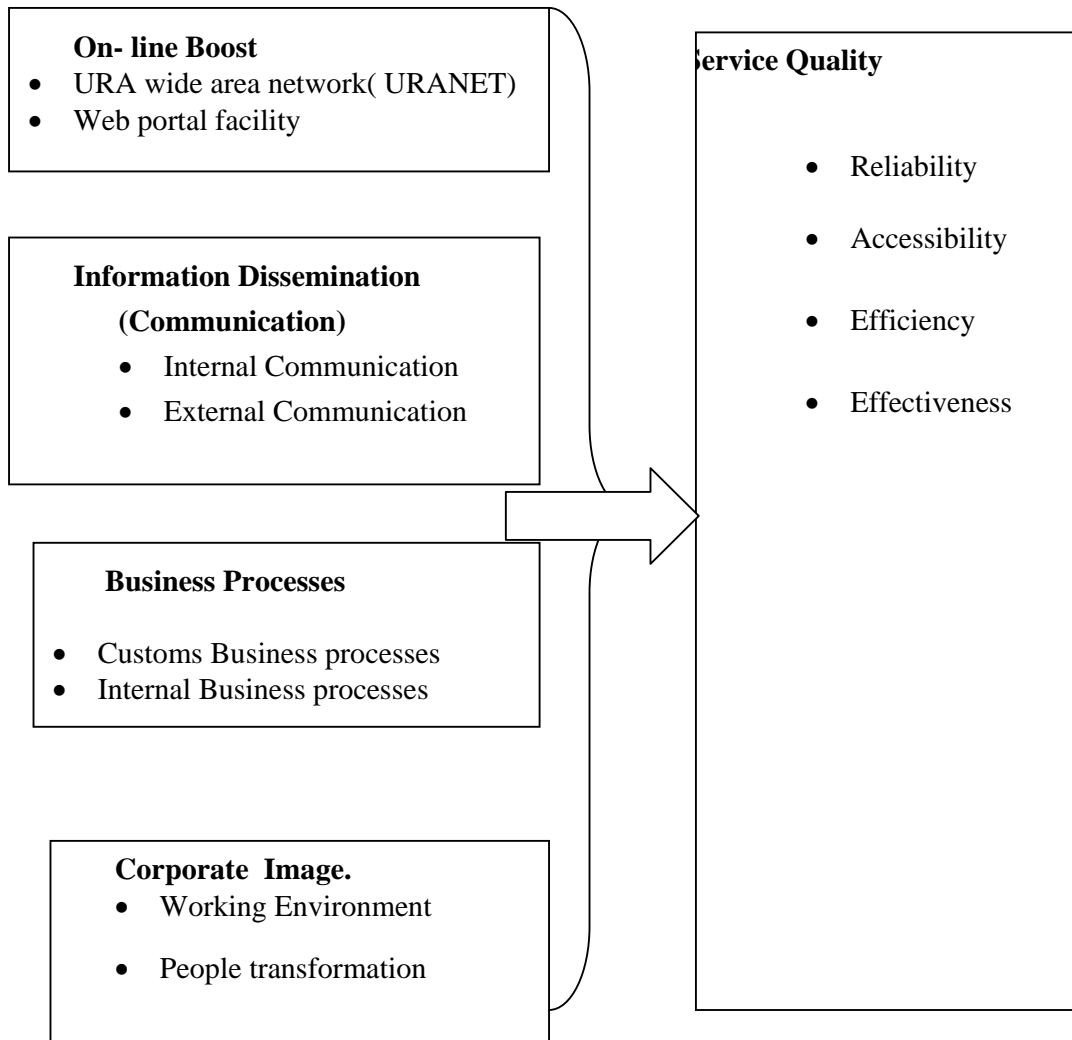 On- line Boost
• URA wide area network( URANET)
• Web portal facility
Information Dissemination
(Communication)
• Internal Communication
• External Communication
Business Processes
• Customs Business processes
• Internal Business processes
Corporate Image.
• Working Environment
• People transformation
Service Quality
• Reliability
• Accessibility
• Efficiency
• Effectiveness